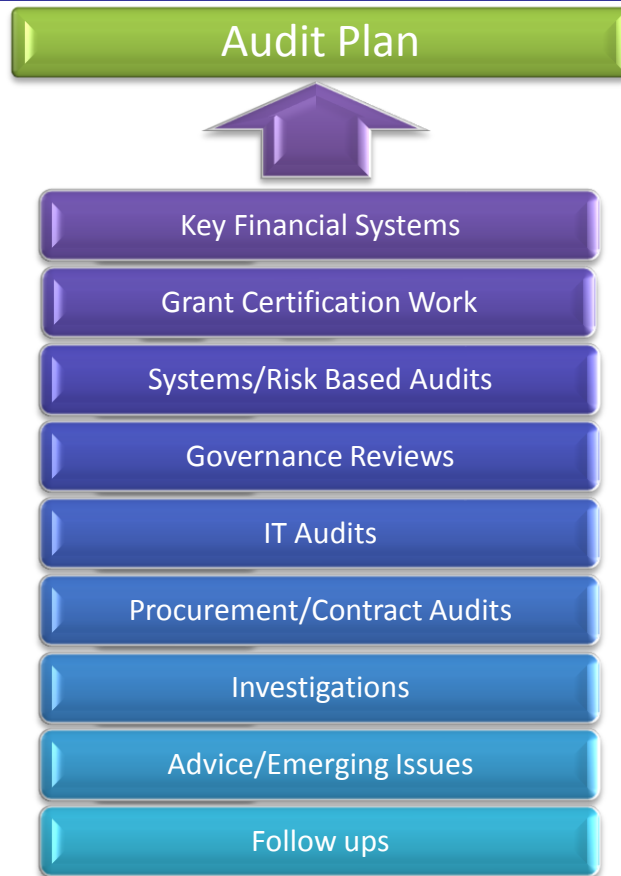 Audit Plan
Key Financial Systems
Grant Certification Work
Systems/Risk Based Audits
Governance Reviews
IT Audits
Procurement/Contract Audits
Investigations
Advice/Emerging Issues
Follow ups